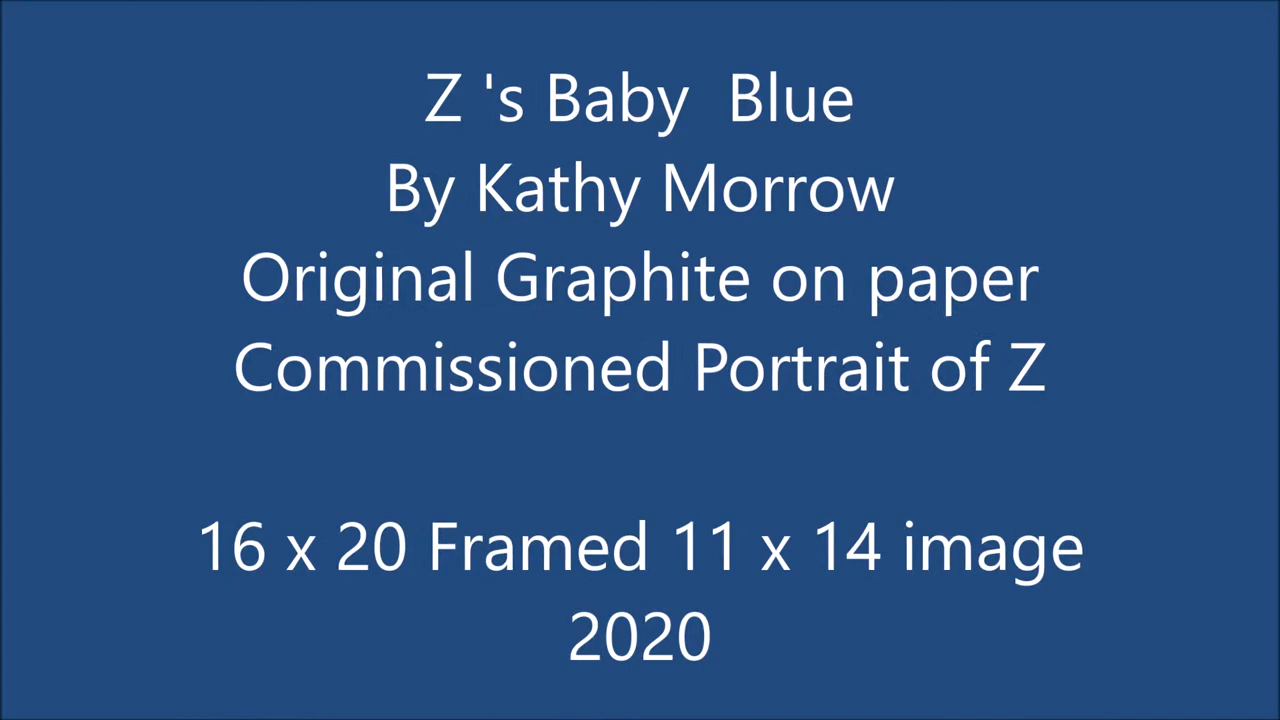 Z 's Baby  Blue
By Kathy Morrow
Original Graphite on paper
Commissioned Portrait of Z
16 x 20 Framed 11 x 14 image
2020